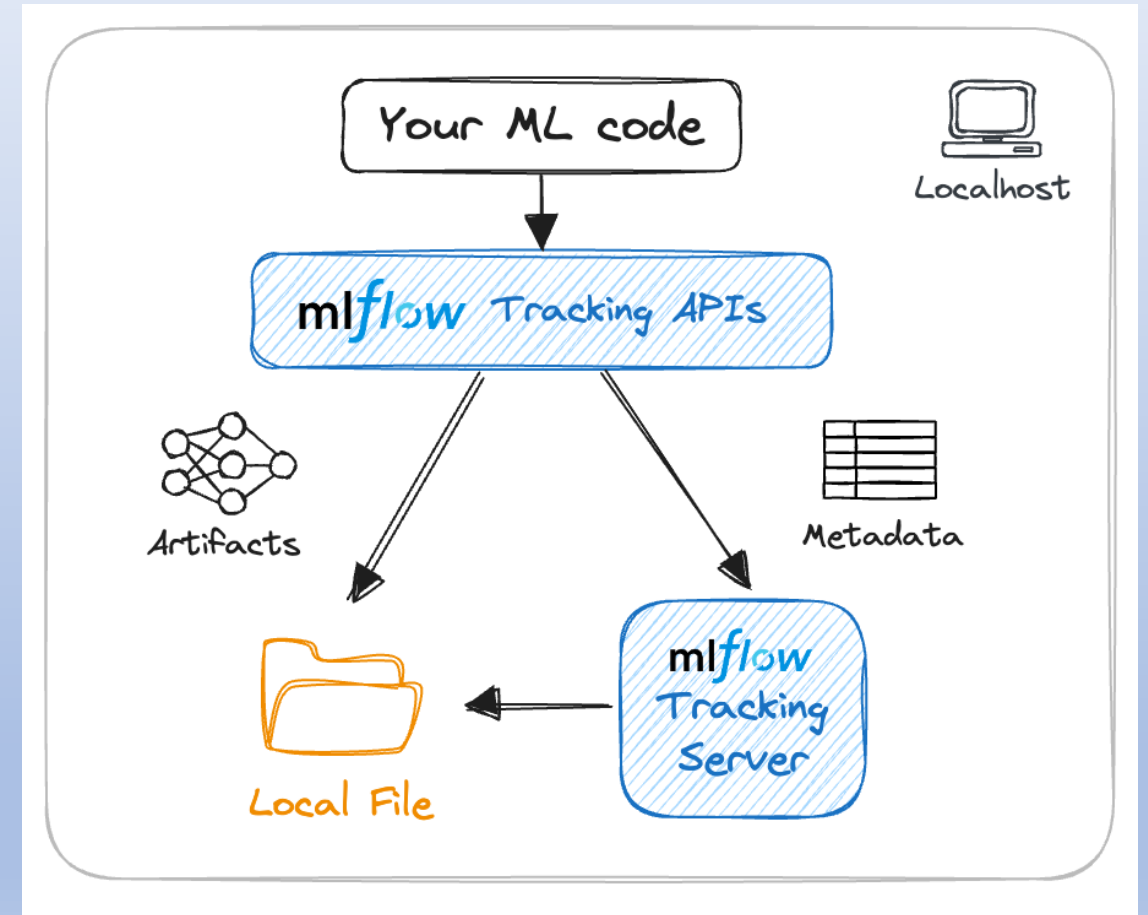 Your ML code
Localhost
mlflow Tracking APIs
Artifacts
Metadata
mlflow
Tracking
Server
Local File